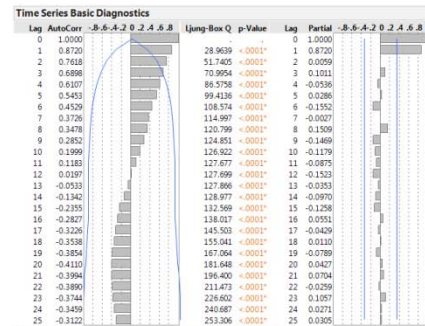 Time Series Basic Diagnostics
Lag AutoCorr -.8-.6-.4-.2 0 .2 .4 .6 .8 Ljung-Box Q p-Value Lag Partial -.8-.6-.4-.2 0 .2 .4 .6 .8
0 1.0000 0 1.0000
1 0.8720 28.9639 <.0001* 1 0.8720
2 0.7618 51.7405 <.0001* 2 0.0059
3 0.6898 70.9954 <.0001* 3 0.1011
4 0.6107 86.5758 <.0001* 4 -0.0536
5 0.5453 99.4136 <.0001* 5 0.0286
6 0.4529 108.574 <.0001* 6 -0.1552
7 0.3726 114.997 <.0001* 7 -0.0027
8 0.3478 120.799 <.0001* 8 0.1509
9 0.2852 124.851 <.0001* 9 -0.1469
10 0.1999 126.922 <.0001* 10 -0.1179
11 0.1183 127.677 <.0001* 11 -0.0875
12 0.0197 127.699 <.0001* 12 -0.1523
13 -0.0533 127.866 <.0001* 13 -0.0353
14 -0.1342 128.977 <.0001* 14 -0.0970
15 -0.2355 132.569 <.0001* 15 -0.1258
16 -0.2827 138.017 <.0001* 16 0.0551
17 -0.3226 145.503 <.0001* 17 -0.0429
18 -0.3538 155.041 <.0001* 18 0.0110
19 -0.3854 167.064 <.0001* 19 -0.0789
20 -0.4110 181.648 <.0001* 20 0.0427
21 -0.3994 196.400 <.0001* 21 0.0704
22 -0.3890 211.473 <.0001* 22 -0.0259
23 -0.3744 226.602 <.0001* 23 0.1057
24 -0.3459 240.687 <.0001* 24 0.0271
25 -0.3122 253.306 <.0001* 25 0.0305